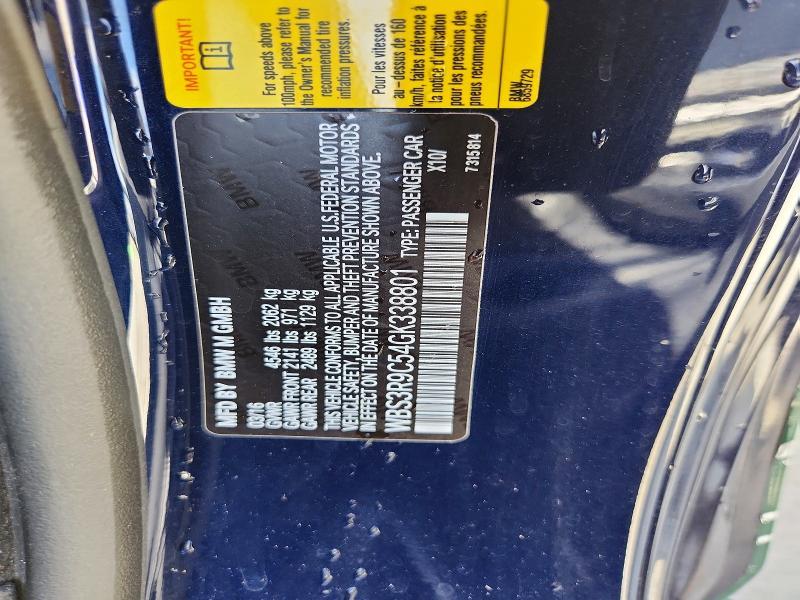 IMPORTANT!
For speeds above
100mph, please refer to
the Owner's Manual for
recommended tire
inflation pressures.
Pour les vitesses
au – dessus de 160
km/h, faites référence à
la notice d'utilisation
pour les pressions des
pneus recommandées.
BMW
6859729
MFD BY BMW M GMBH
03/16
GVWR 4546 lbs 2062 kg
GAWR FRONT 2141 lbs 971 kg
GAWR REAR 2489 lbs 1129 kg
THIS VEHICLE CONFORMS TO ALL APPLICABLE U.S.FEDERAL MOTOR
VEHICLE SAFETY, BUMPER AND THEFT PREVENTION STANDARDS
IN EFFECT ON THE DATE OF MANUFACTURE SHOWN ABOVE.
WBS3R9C54GK338801 TYPE: PASSENGER CAR
X10/
7315814